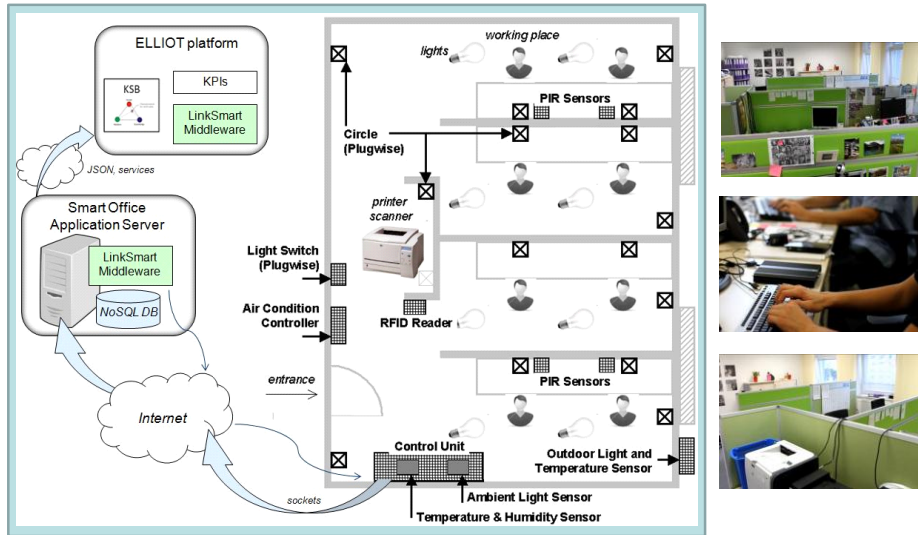 ELLIOT platform
KSB
KPIs
LinkSmart
Middleware
JSON, services
Smart Office
Application Server
LinkSmart
Middleware
NoSQL DB
Internet
sockets
lights
working place
PIR Sensors
Circle
(Plugwise)
printer
scanner
Light Switch
(Plugwise)
Air Condition
Controller
RFID Reader
entrance
PIR Sensors
Control Unit
Outdoor Light and
Temperature Sensor
Ambient Light Sensor
Temperature & Humidity Sensor